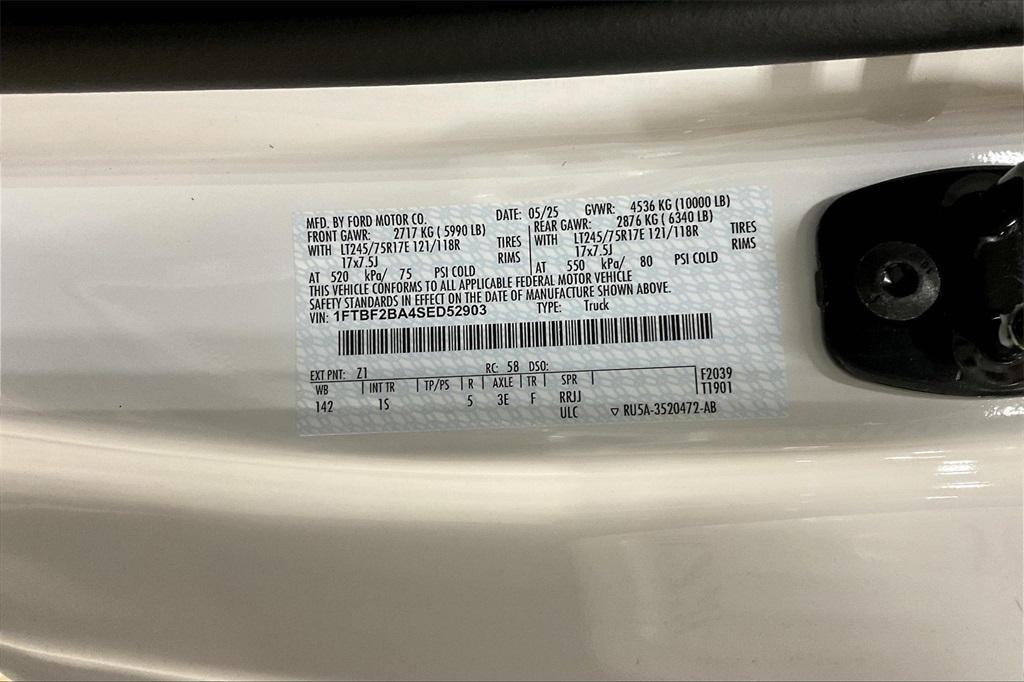 MFD. BY FORD MOTOR CO. DATE: 05/25 GVWR: 4536 KG (10000 LB)
FRONT GAWR: 2717 KG ( 5990 LB) REAR GAWR: 2876 KG ( 6340 LB)
WITH LT245/75R17E 121/118R TIRES WITH LT245/75R17E 121/118R TIRES
17x7.5J RIMS 17x7.5J RIMS
AT 520 kPa/ 75 PSI COLD AT 550 kPa/ 80 PSI COLD
THIS VEHICLE CONFORMS TO ALL APPLICABLE FEDERAL MOTOR VEHICLE
SAFETY STANDARDS IN EFFECT ON THE DATE OF MANUFACTURE SHOWN ABOVE.
VIN: 1FTBF2BA4SED52903 TYPE: Truck
EXT PNT: Z1 RC: 58 DSO:
WB INT TR TP/PS R AXLE TR SPR F2039
142 1S 5 3E F RRJJ T1901
ULC ▽ RU5A-3520472-AB